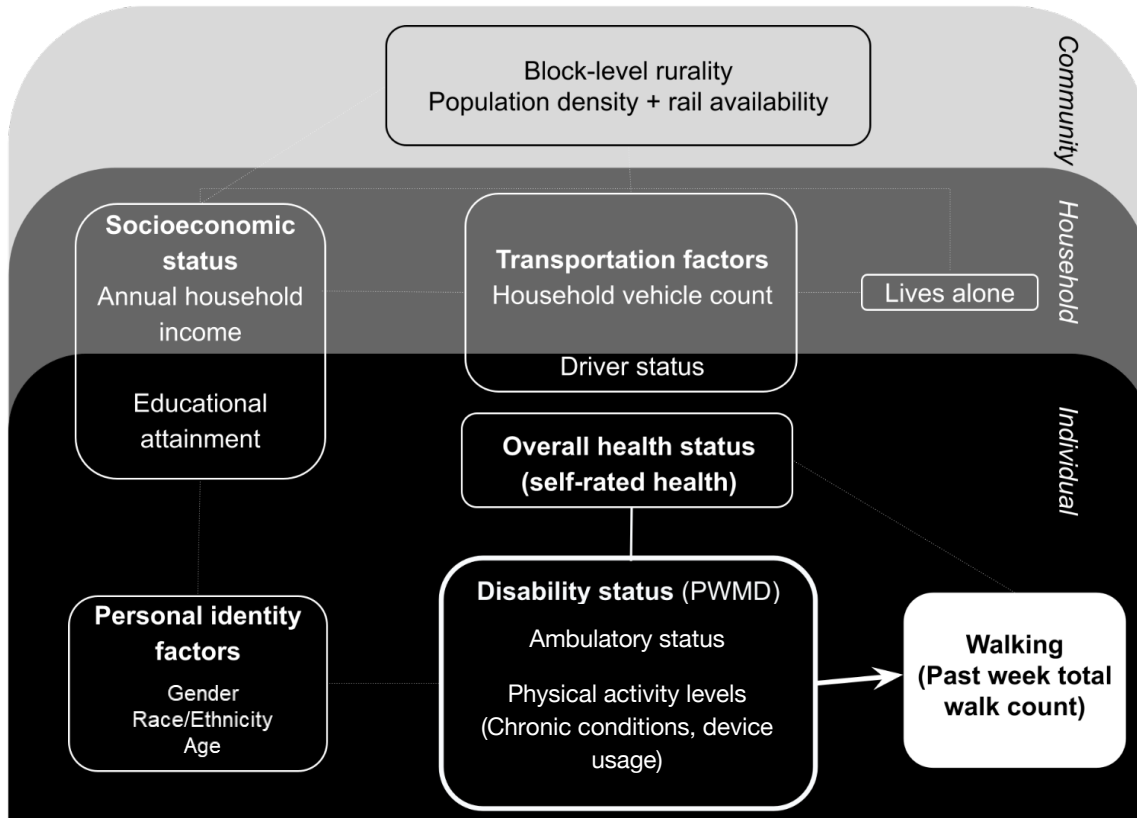 Block-level rurality
Population density + rail availability
Community
Socioeconomic
status
Annual household
income
Educational
attainment
Transportation factors
Household vehicle count
Driver status
Lives alone
Household
Overall health status
(self-rated health)
Individual
Personal identity
factors
Gender
Race/Ethnicity
Age
Disability status (PWMD)
Ambulatory status
Physical activity levels
(Chronic conditions, device
usage)
Walking
(Past week total
walk count)